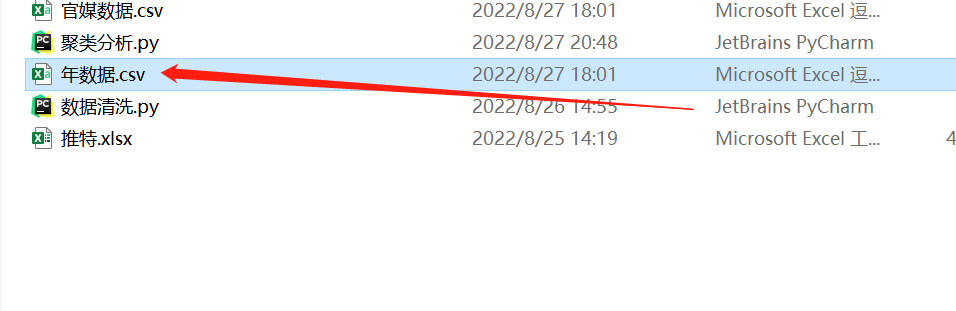 官媒数据.csv 2022/8/27 18:01 Microsoft Excel 逗...
聚类分析.py 2022/8/27 20:48 JetBrains PyCharm
年数据.csv 2022/8/27 18:01 Microsoft Excel 逗...
数据清洗.py 2022/8/26 14:55 JetBrains PyCharm
推特.xlsx 2022/8/25 14:19 Microsoft Excel 工... 4